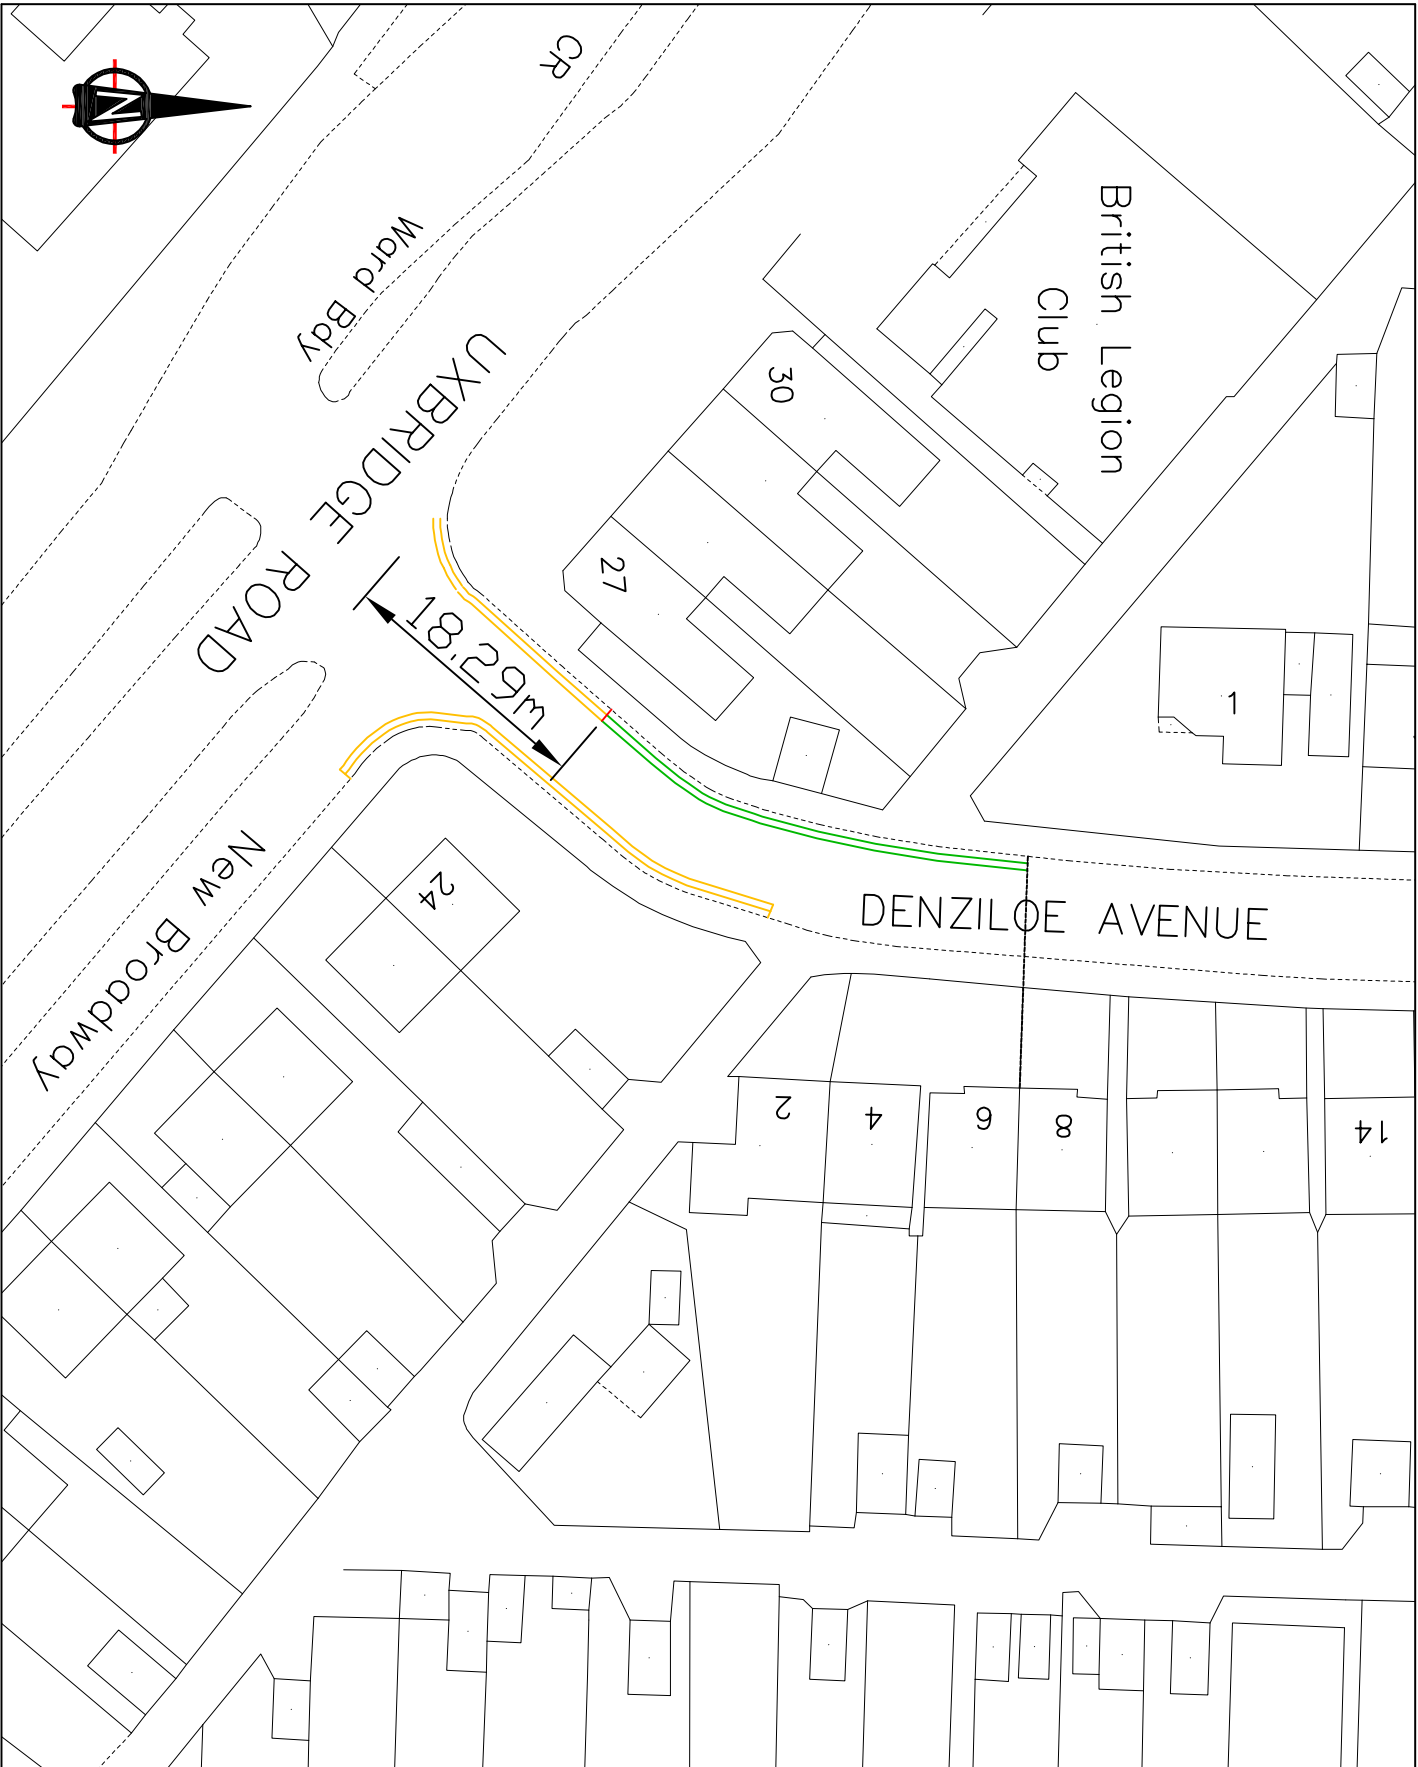 CR
N
British Legion
Club
Ward Bdy
UXBRIDGE ROAD
30
27
18.29m
1
New Broadway
24
DENZILOE AVENUE
2
4
6
8
14